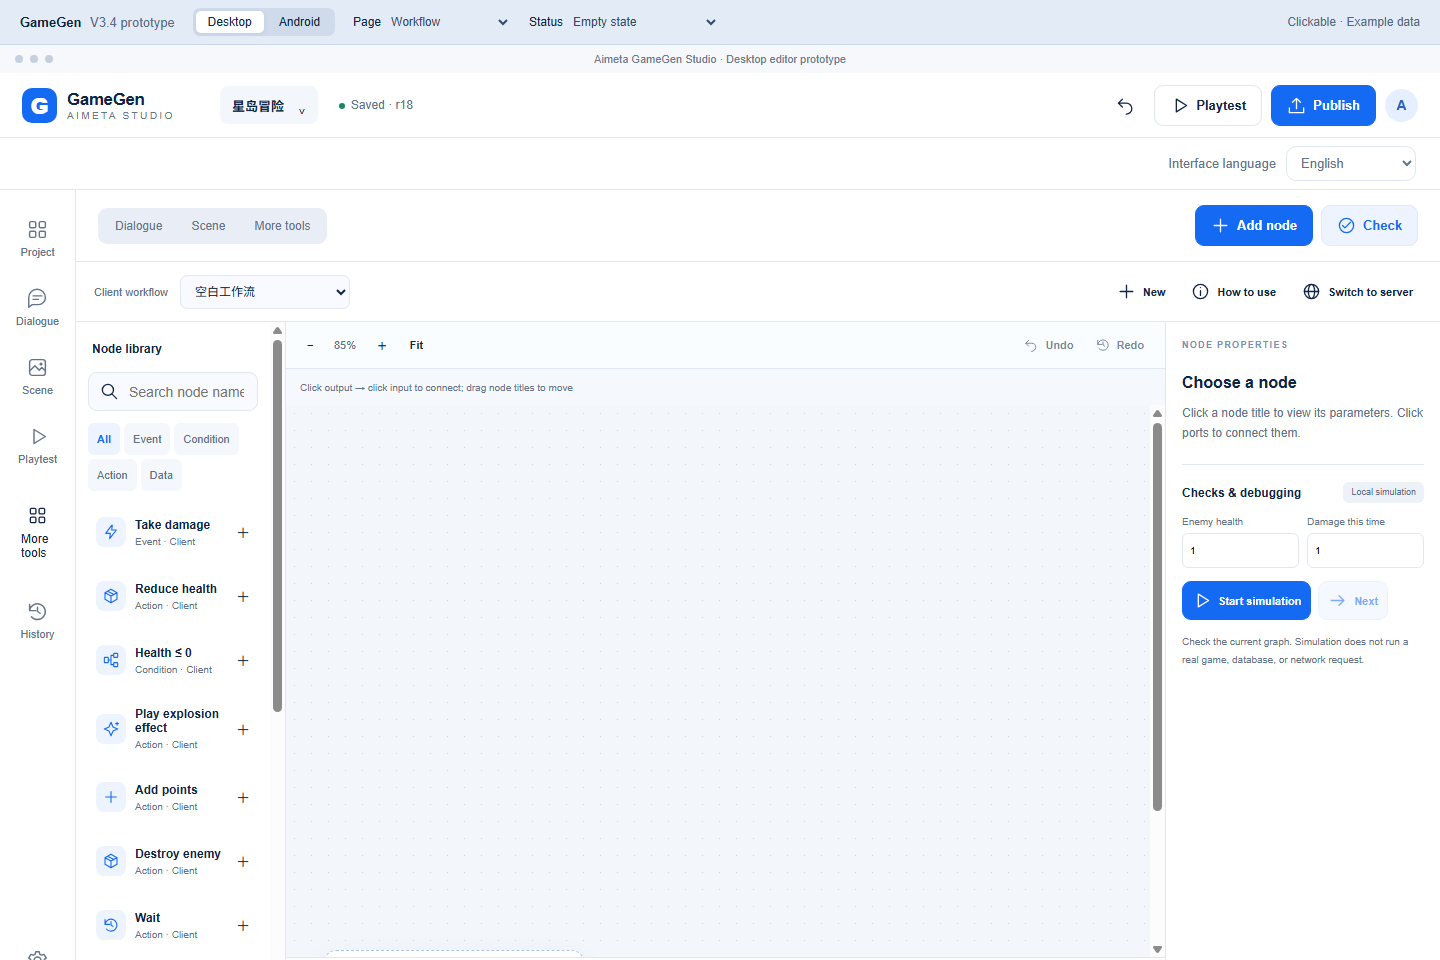 GameGen V3.4 prototype Desktop Android Page Workflow Status Empty state Clickable · Example data
Aimeta GameGen Studio · Desktop editor prototype
G GameGen
AIMETA STUDIO
星岛冒险
Saved · r18
Playtest
Publish
A
Interface language English
Project
Dialogue
Scene
Playtest
More
tools
History
Dialogue Scene More tools
Add node
Check
Client workflow 空白工作流
New
How to use
Switch to server
Node library
Search node name
All Event Condition
Action Data
Take damage
Event · Client
Reduce health
Action · Client
Health ≤ 0
Condition · Client
Play explosion
effect
Action · Client
Add points
Action · Client
Destroy enemy
Action · Client
Wait
Action · Client
− 85% + Fit
Undo Redo
Click output → click input to connect; drag node titles to move
NODE PROPERTIES
Choose a node
Click a node title to view its parameters. Click
ports to connect them.
Checks & debugging Local simulation
Enemy health Damage this time
1 1
Start simulation Next
Check the current graph. Simulation does not run a
real game, database, or network request.